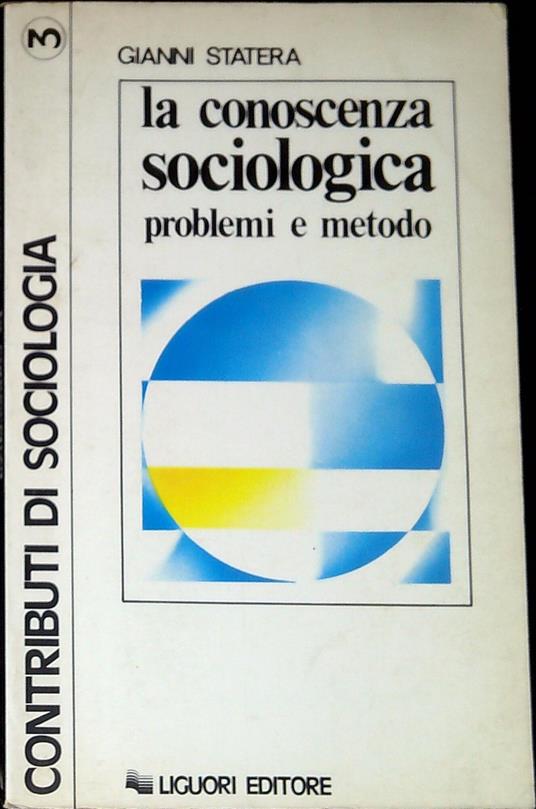 3
CONTRIBUTI DI SOCIOLOGIA
GIANNI STATERA
la conoscenza
sociologica
problemi e metodo
LIGUORI EDITORE